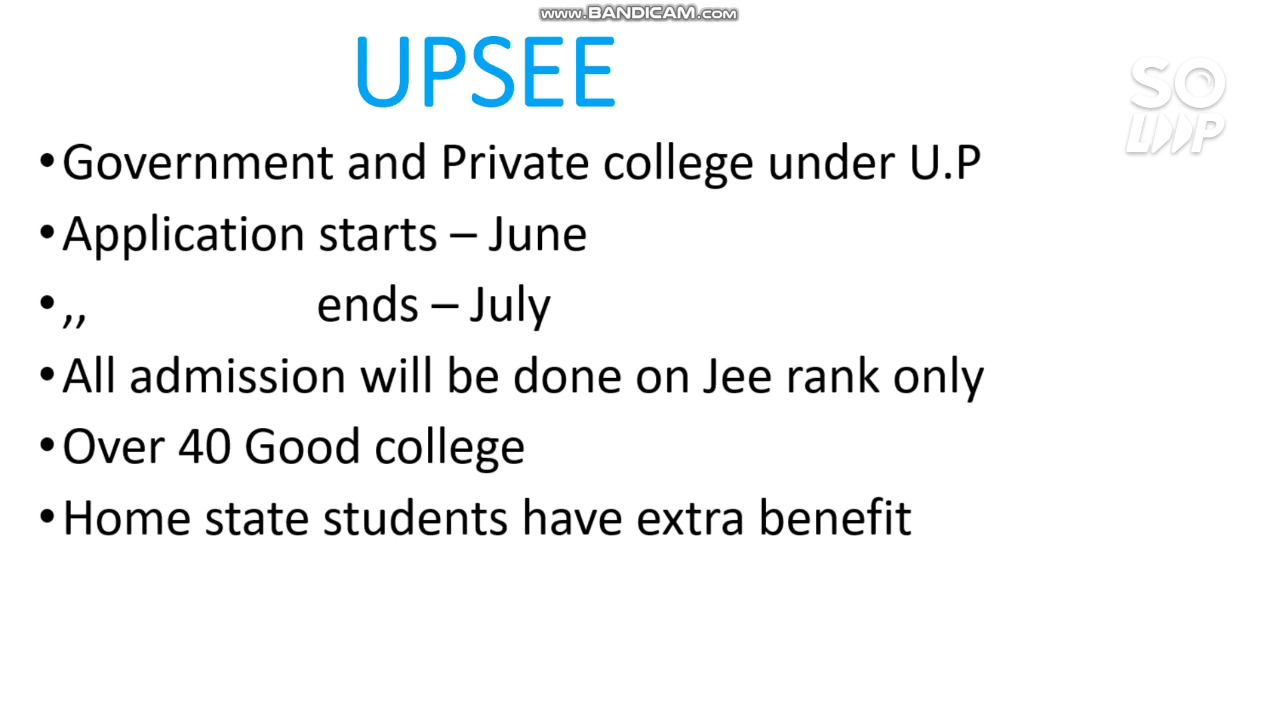 www.BANDICAM.com
UPSEE
SO
LP
•Government and Private college under U.P
•Application starts – June
•,, ends – July
•All admission will be done on Jee rank only
•Over 40 Good college
•Home state students have extra benefit